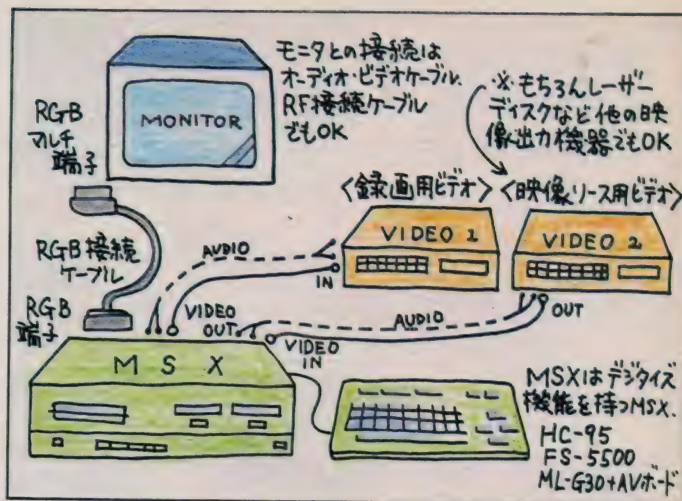 モニタとの接続は
オーディオ・ビデオケーブル、
RF接続ケーブル
でもOK
MONITOR
RGB
マルチ
端子
※もちろんレーザー
ディスクなど他の映
像出力機器でもOK
<録画用ビデオ>
<映像ソース用ビデオ>
VIDEO 1
VIDEO 2
RGB接続
ケーブル
AUDIO
IN
RGB
端子
VIDEO
OUT
AUDIO
OUT
VIDEO
IN
MSX
MSXはデジタイズ
機能を持つMSX.
HC-95
FS-5500
ML-G30+AVボード